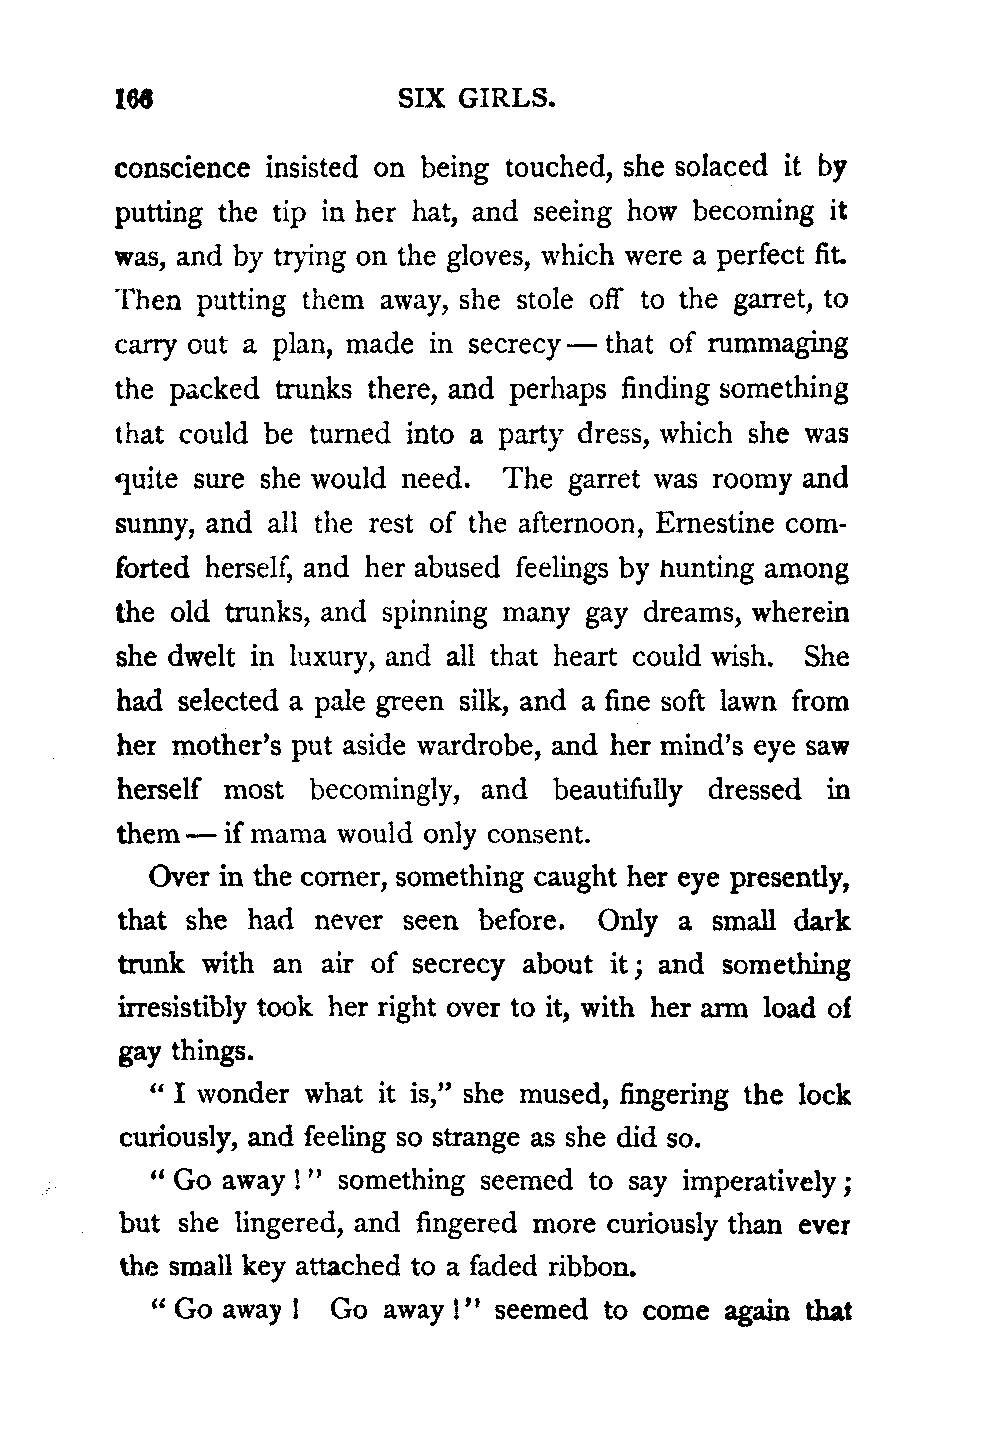 166 SIX GIRLS.
conscience insisted on being touched, she solaced it by
putting the tip in her hat, and seeing how becoming it
was, and by trying on the gloves, which were a perfect fit.
Then putting them away, she stole off to the garret, to
carry out a plan, made in secrecy — that of rummaging
the packed trunks there, and perhaps finding something
that could be turned into a party dress, which she was
quite sure she would need. The garret was roomy and
sunny, and all the rest of the afternoon, Ernestine com-
forted herself, and her abused feelings by hunting among
the old trunks, and spinning many gay dreams, wherein
she dwelt in luxury, and all that heart could wish. She
had selected a pale green silk, and a fine soft lawn from
her mother's put aside wardrobe, and her mind's eye saw
herself most becomingly, and beautifully dressed in
them — if mama would only consent.
Over in the corner, something caught her eye presently,
that she had never seen before. Only a small dark
trunk with an air of secrecy about it; and something
irresistibly took her right over to it, with her arm load of
gay things.
"I wonder what it is," she mused, fingering the lock
curiously, and feeling so strange as she did so.
"Go away!" something seemed to say imperatively;
but she lingered, and fingered more curiously than ever
the small key attached to a faded ribbon.
"Go away! Go away!" seemed to come again that